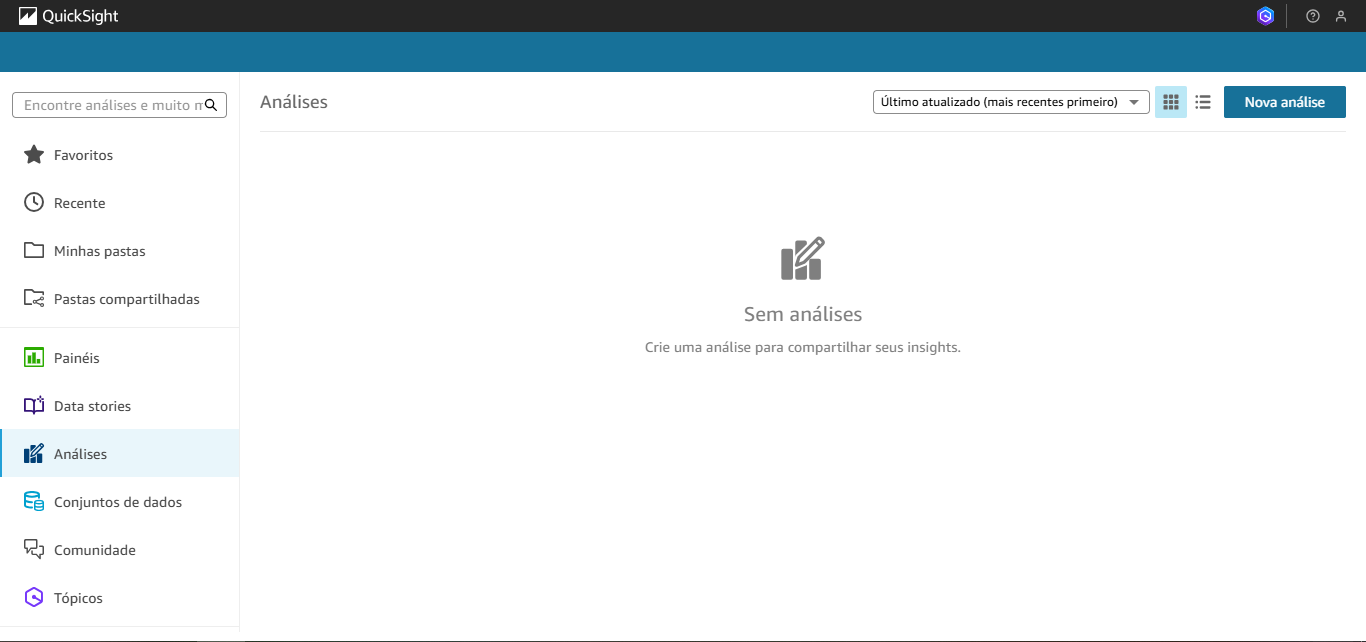 QuickSight
Encontre análises e muito
Favoritos
Recente
Minhas pastas
Pastas compartilhadas
Painéis
Data stories
Análises
Conjuntos de dados
Comunidade
Tópicos
Análises
Último atualizado (mais recentes primeiro)
Nova análise
Sem análises
Crie uma análise para compartilhar seus insights.